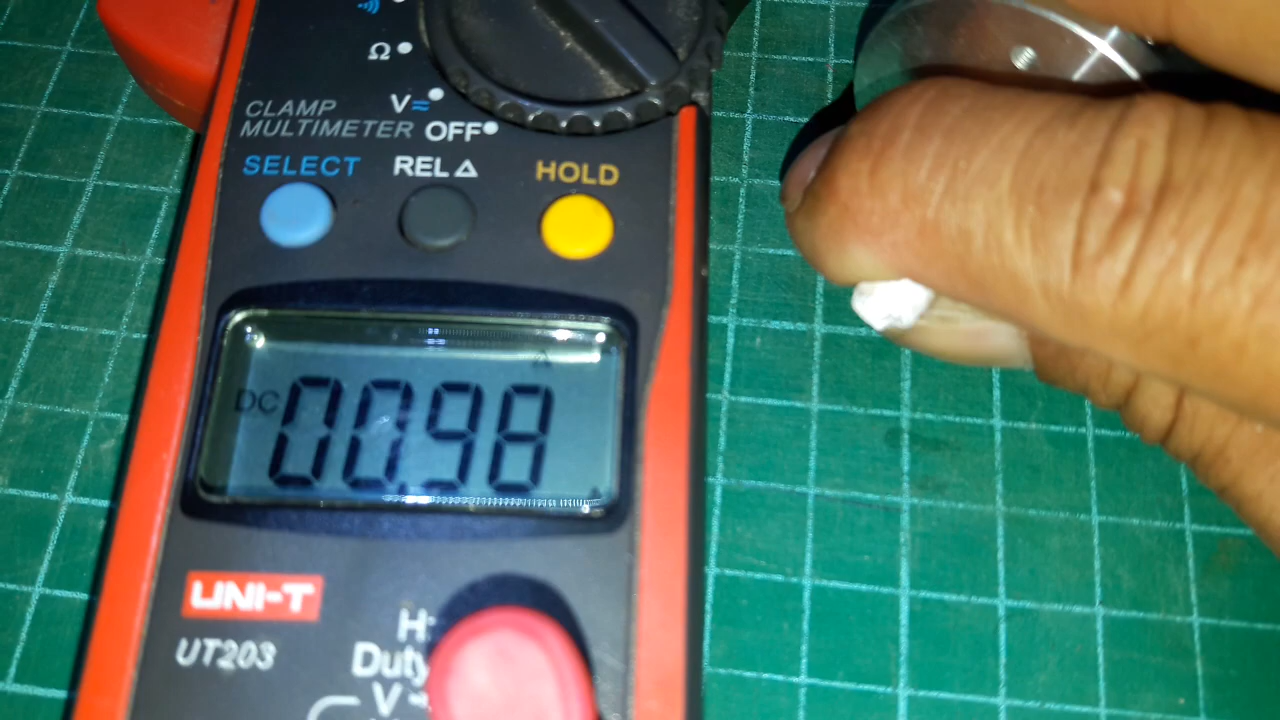 Ω
V≂
CLAMP
MULTIMETER OFF
SELECT REL△ HOLD
DC 00.98
A
UNI-T
UT203
Duty
V